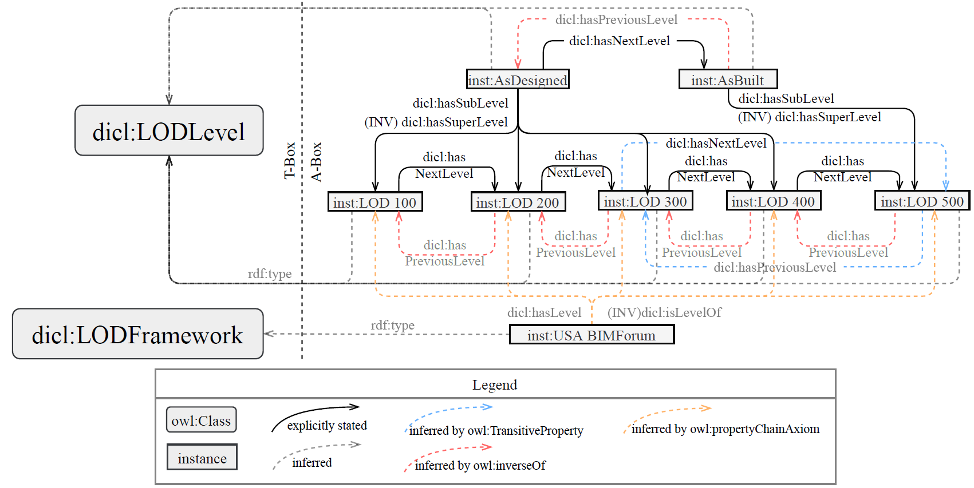 dicl:hasPreviousLevel
dicl:hasNextLevel
inst:AsDesigned
inst:AsBuilt
dicl:hasSubLevel
(INV) dicl:hasSuperLevel
dicl:hasSubLevel
(INV) dicl:hasSuperLevel
dicl:LODLevel
T-Box
A-Box
dicl:hasNextLevel
dicl:has
NextLevel
dicl:has
NextLevel
dicl:has
NextLevel
dicl:has
NextLevel
inst:LOD 100
inst:LOD 200
inst:LOD 300
inst:LOD 400
inst:LOD 500
dicl:has
PreviousLevel
dicl:has
PreviousLevel
dicl:has
PreviousLevel
dicl:has
PreviousLevel
dicl:hasPreviousLevel
rdf:type
dicl:hasLevel
(INV)dicl:isLevelOf
dicl:LODFramework
rdf:type
inst:USA BIMForum
Legend
owl:Class
explicitly stated
inferred by owl:TransitiveProperty
inferred by owl:propertyChainAxiom
instance
inferred
inferred by owl:inverseOf